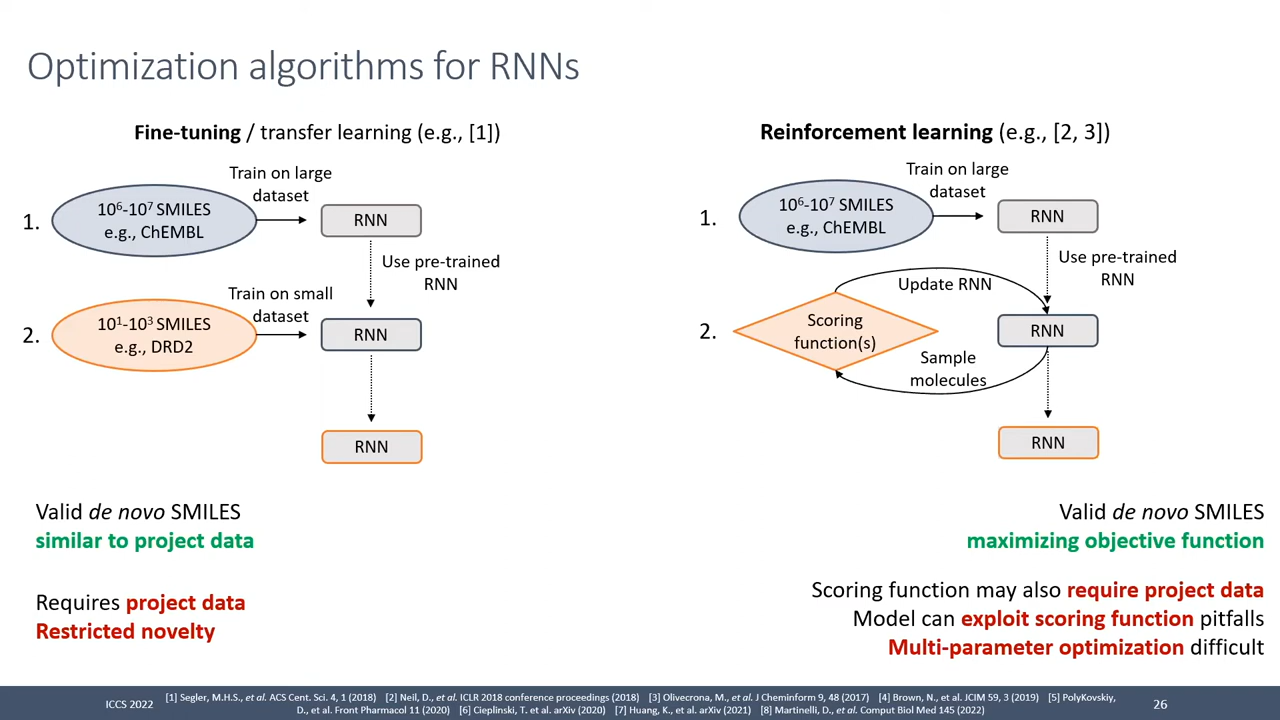 Optimization algorithms for RNNs
Fine-tuning / transfer learning (e.g., [1])
Train on large
dataset
1.
10⁶-10⁷ SMILES
e.g., ChEMBL
RNN
Use pre-trained
RNN
Train on small
dataset
2.
10¹-10³ SMILES
e.g., DRD2
RNN
RNN
Valid de novo SMILES
similar to project data
Requires project data
Restricted novelty
Reinforcement learning (e.g., [2, 3])
Train on large
dataset
1.
10⁶-10⁷ SMILES
e.g., ChEMBL
RNN
Use pre-trained
RNN
Update RNN
2.
Scoring
function(s)
RNN
Sample
molecules
RNN
Valid de novo SMILES
maximizing objective function
Scoring function may also require project data
Model can exploit scoring function pitfalls
Multi-parameter optimization difficult
ICCS 2022
[1] Segler, M.H.S., et al. ACS Cent. Sci. 4, 1 (2018) [2] Neil, D., et al. ICLR 2018 conference proceedings (2018) [3] Olivecrona, M., et al. J Cheminform 9, 48 (2017) [4] Brown, N., et al. JCIM 59, 3 (2019) [5] PolyKovskiy,
D., et al. Front Pharmacol 11 (2020) [6] Cieplinski, T. et al. arXiv (2020) [7] Huang, K., et al. arXiv (2021) [8] Martinelli, D., et al. Comput Biol Med 145 (2022)
26